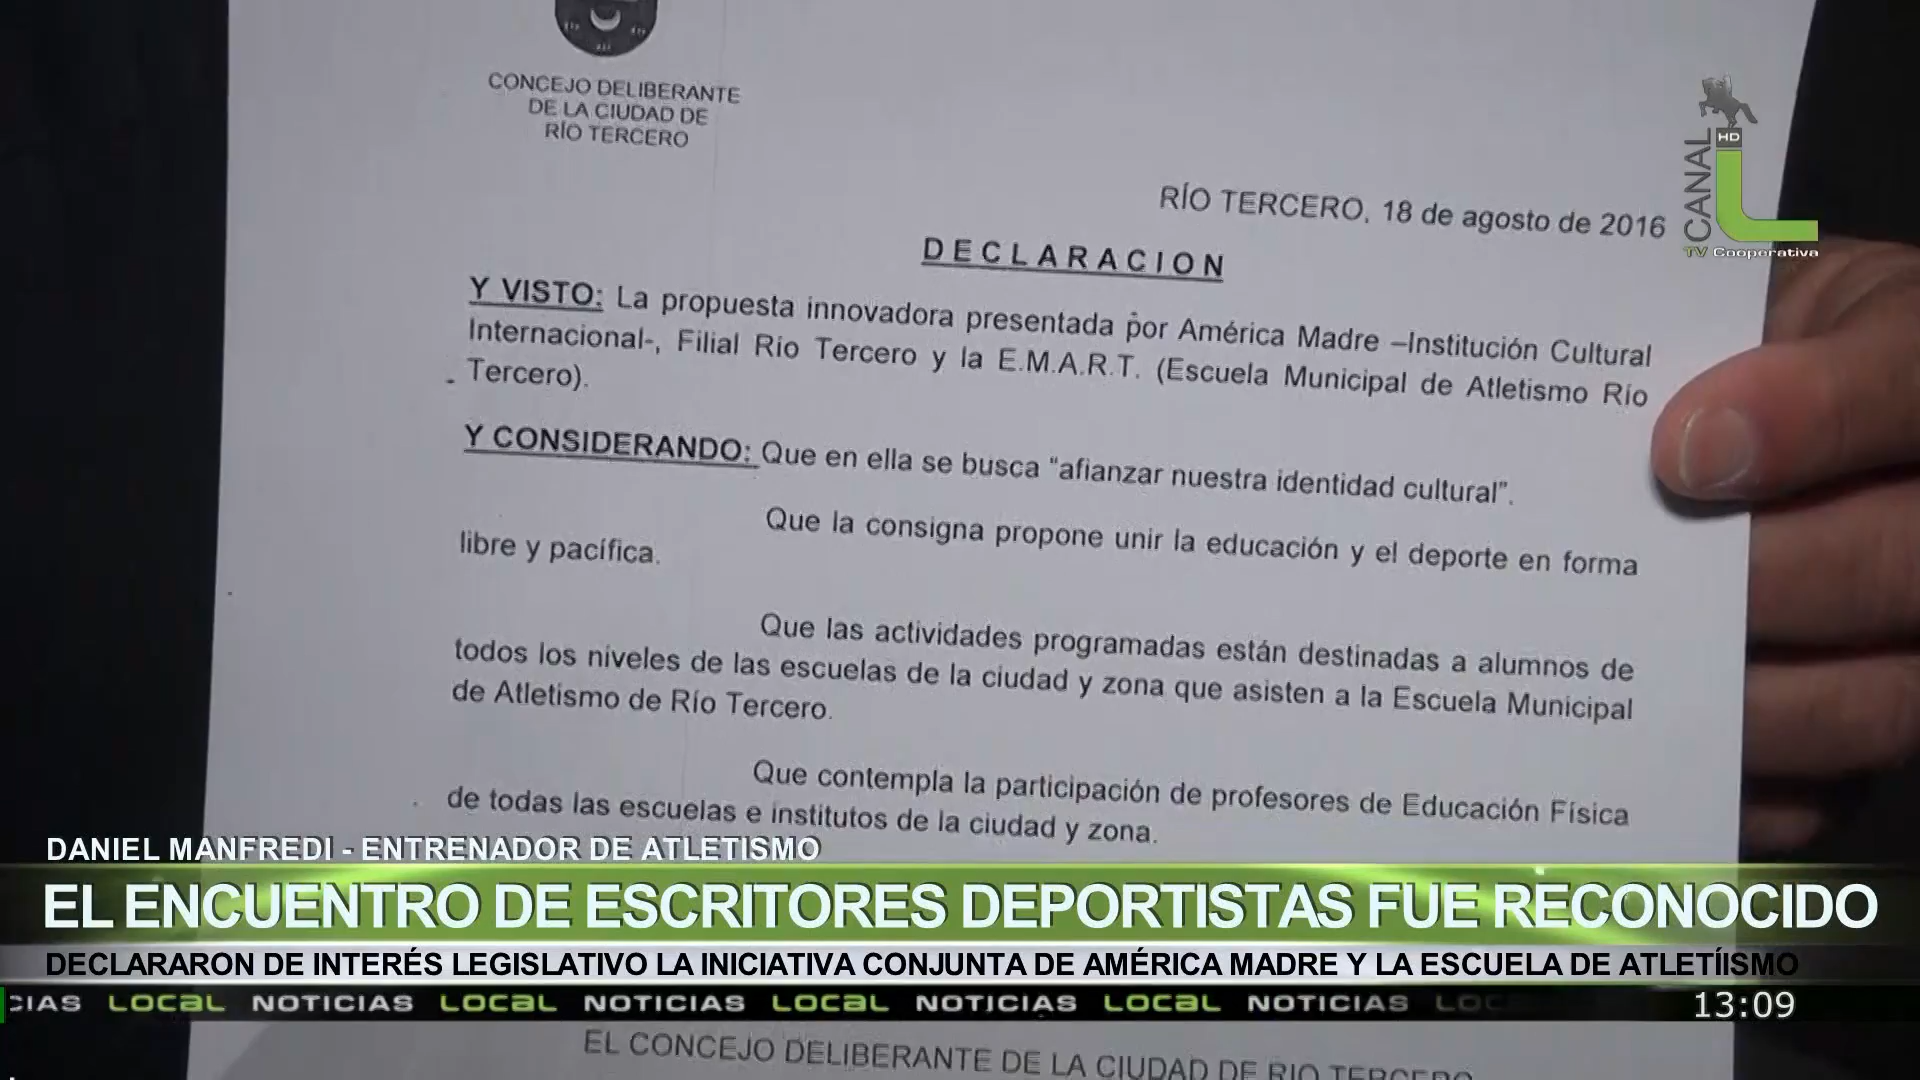 CONCEJO DELIBERANTE
DE LA CIUDAD DE
RÍO TERCERO
CANAL
HD
L
TV Cooperativa
RÍO TERCERO, 18 de agosto de 2016
DECLARACION
Y VISTO: La propuesta innovadora presentada por América Madre –Institución Cultural
Internacional-, Filial Río Tercero y la E.M.A.R.T. (Escuela Municipal de Atletismo Río
Tercero).
Y CONSIDERANDO: Que en ella se busca “afianzar nuestra identidad cultural”.
Que la consigna propone unir la educación y el deporte en forma
libre y pacífica.
Que las actividades programadas están destinadas a alumnos de
todos los niveles de las escuelas de la ciudad y zona que asisten a la Escuela Municipal
de Atletismo de Río Tercero.
Que contempla la participación de profesores de Educación Física
de todas las escuelas e institutos de la ciudad y zona.
DANIEL MANFREDI - ENTRENADOR DE ATLETISMO
EL ENCUENTRO DE ESCRITORES DEPORTISTAS FUE RECONOCIDO
DECLARARON DE INTERÉS LEGISLATIVO LA INICIATIVA CONJUNTA DE AMÉRICA MADRE Y LA ESCUELA DE ATLETÍISMO
CIAS LOCAL NOTICIAS LOCAL NOTICIAS LOCAL NOTICIAS LOCAL NOTICIAS LOC
13:09
EL CONCEJO DELIBERANTE DE LA CIUDAD DE RIO TERCERO